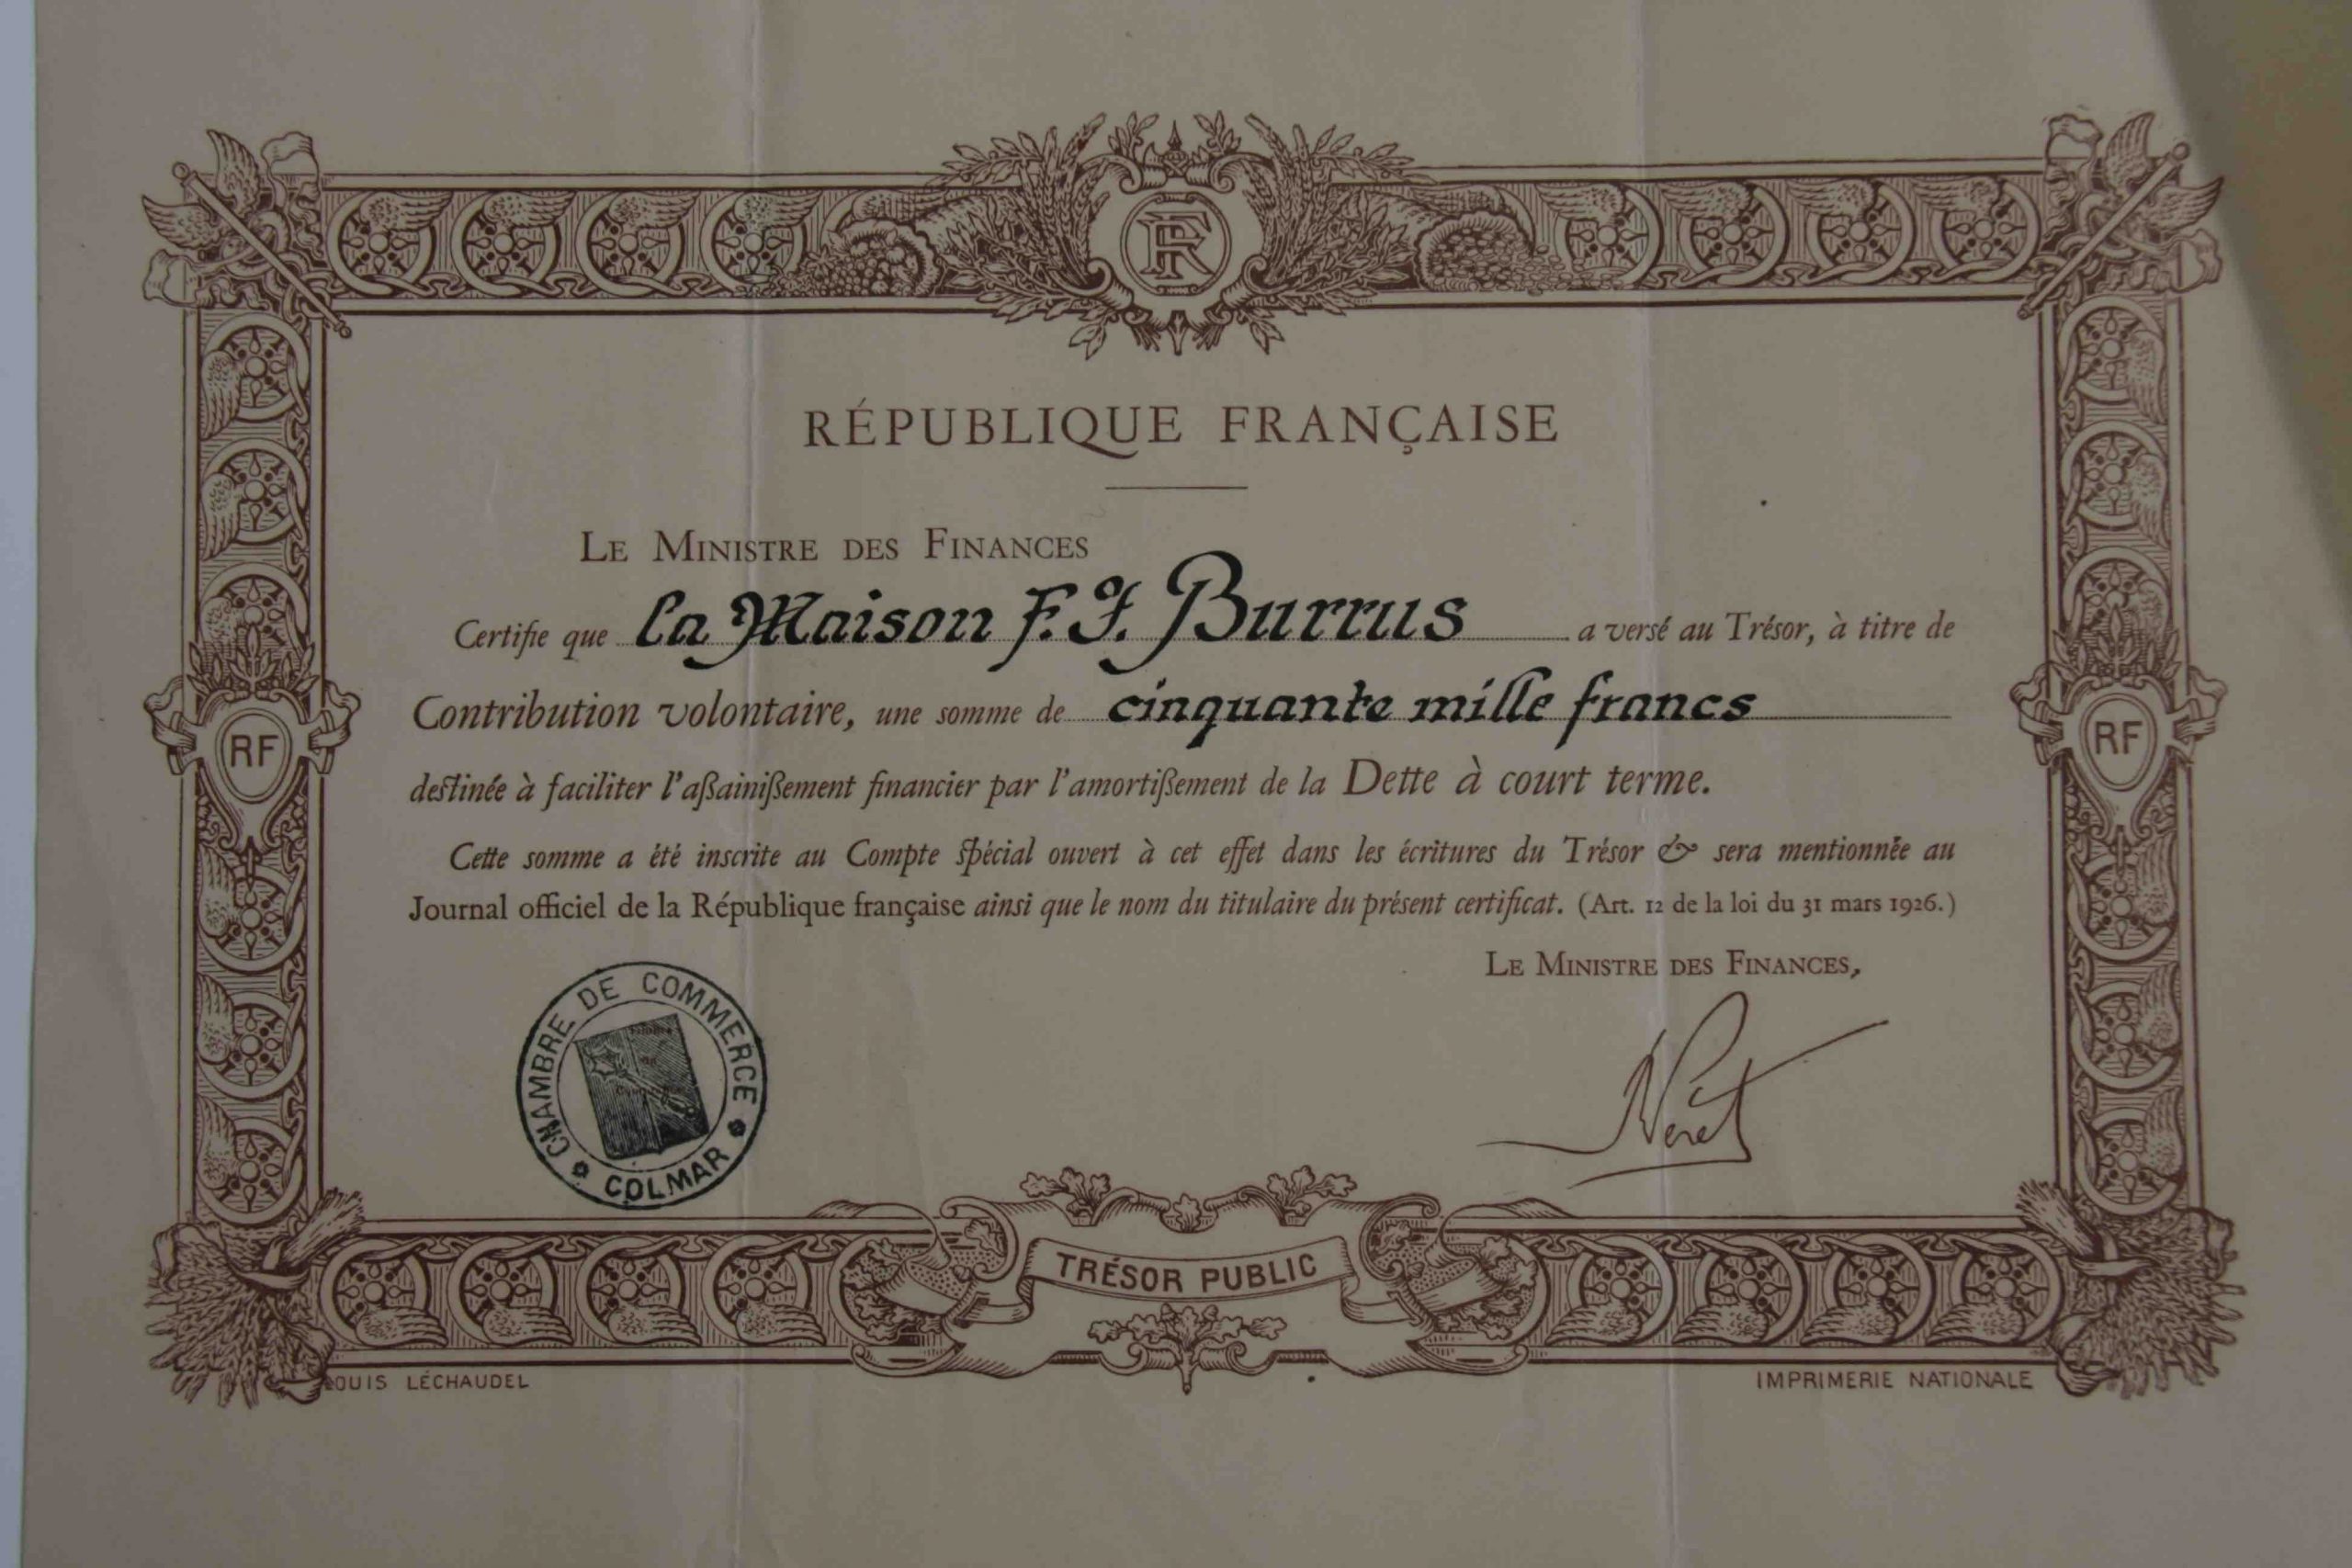 RF
RÉPUBLIQUE FRANÇAISE
LE MINISTRE DES FINANCES
Certifie que La Maison F. J. Burrus a versé au Trésor, à titre de
Contribution volontaire, une somme de cinquante mille francs
RF
RF
destinée à faciliter l'aßainißement financier par l'amortißement de la Dette à court terme.
Cette somme a été inscrite au Compte spécial ouvert à cet effet dans les écritures du Trésor & sera mentionnée au
Journal officiel de la République française ainsi que le nom du titulaire du présent certificat. (Art. 12 de la loi du 31 mars 1926.)
LE MINISTRE DES FINANCES,
CHAMBRE DE COMMERCE
COLMAR
Péret
TRÉSOR PUBLIC
LOUIS LÉCHAUDEL
IMPRIMERIE NATIONALE